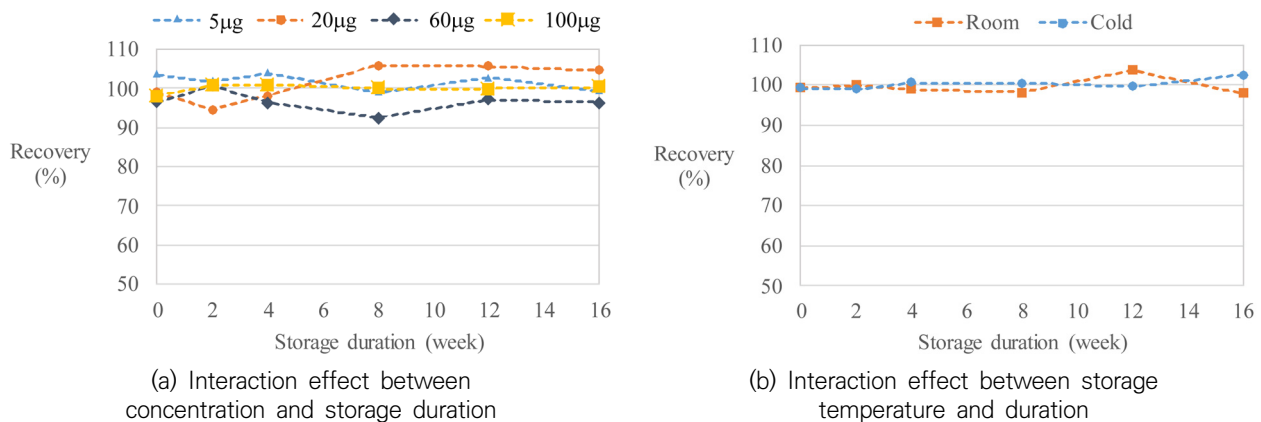 5μg 20μg 60μg 100μg
110
100
90
80
70
60
50
Recovery
(%)
0 2 4 6 8 10 12 14 16
Storage duration (week)
(a) Interaction effect between
concentration and storage duration
Room Cold
110
100
90
80
70
60
50
Recovery
(%)
0 2 4 6 8 10 12 14 16
Storage duration (week)
(b) Interaction effect between storage
temperature and duration